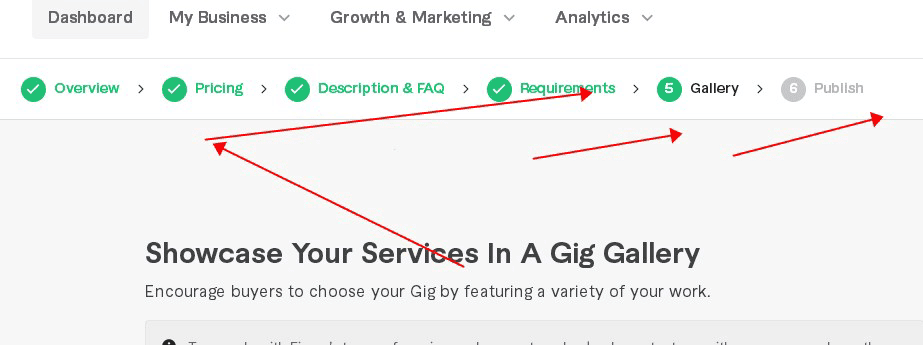 Dashboard My Business Growth & Marketing Analytics
Overview Pricing Description & FAQ Requirements 5 Gallery 6 Publish
Showcase Your Services In A Gig Gallery
Encourage buyers to choose your Gig by featuring a variety of your work.